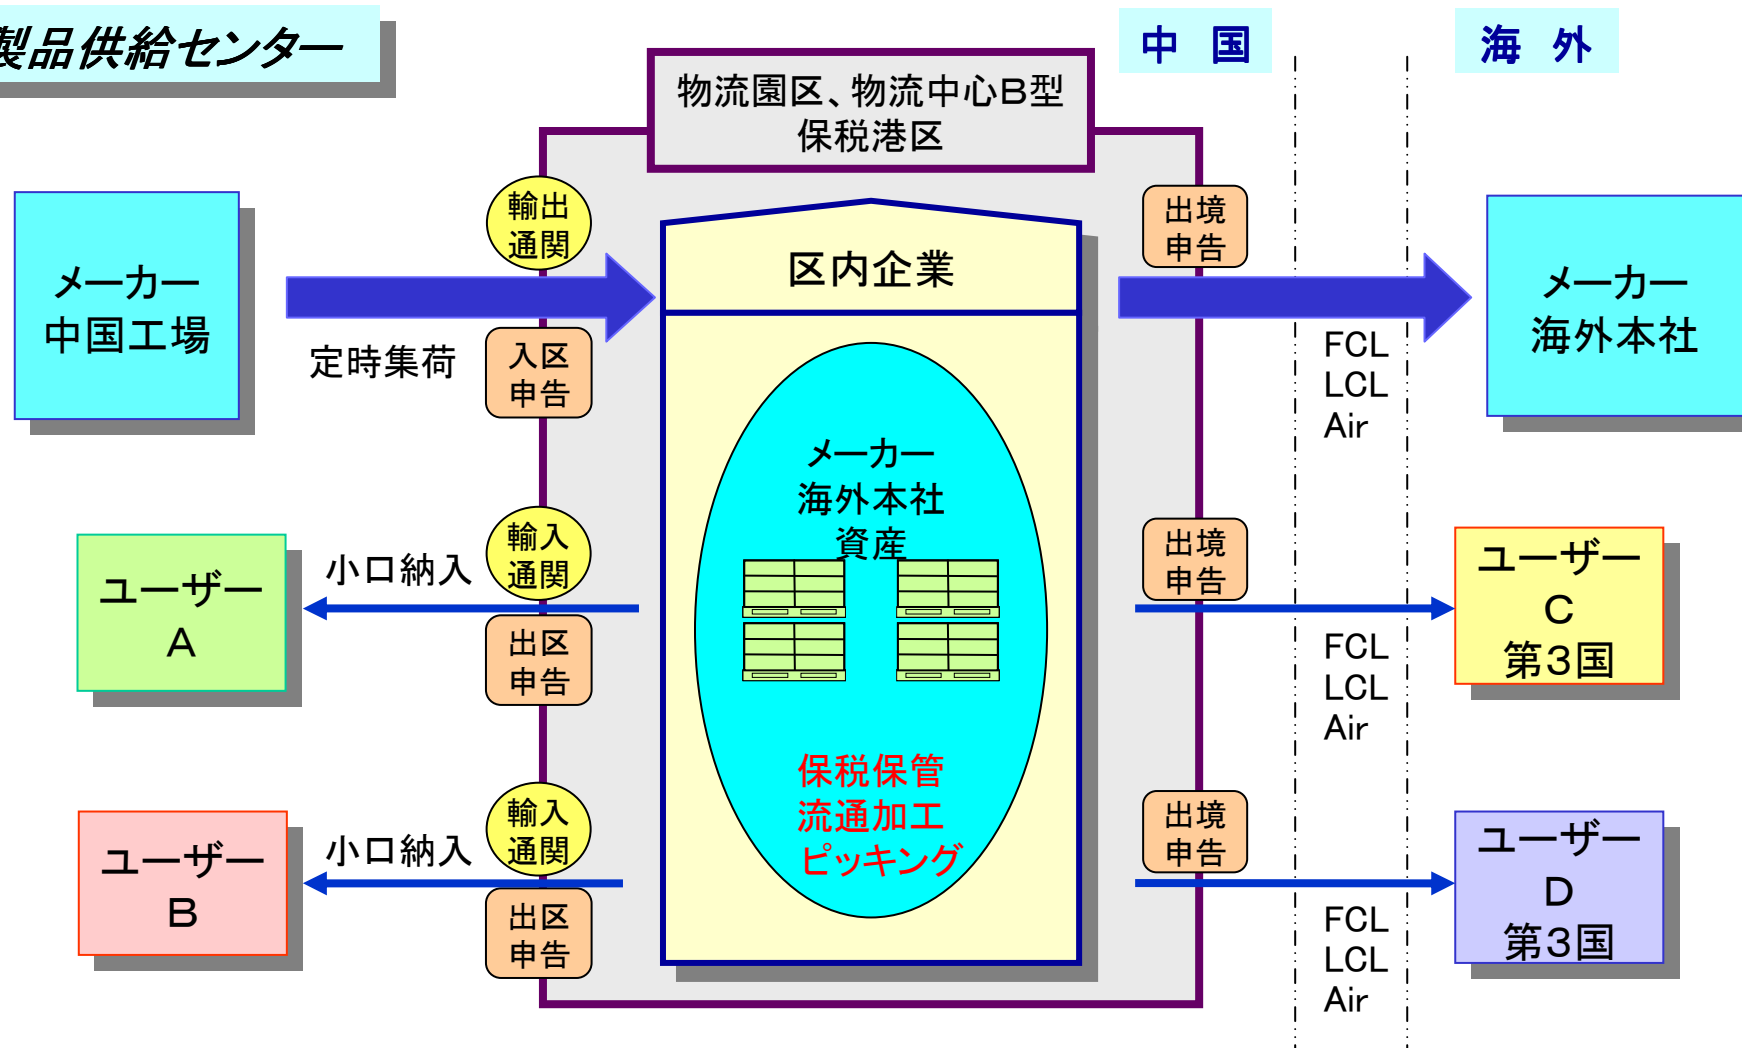 製品供給センター
中　国
海　外
物流園区、物流中心Ｂ型
保税港区
輸出
通関
出境
申告
区内企業
メーカー
中国工場
メーカー
海外本社
定時集荷
入区
申告
FCL
LCL
Air
メーカー
海外本社
資産
輸入
通関
出境
申告
小口納入
ユーザー
Ａ
ユーザー
Ｃ
第３国
出区
申告
FCL
LCL
Air
保税保管
流通加工
ピッキング
輸入
通関
出境
申告
小口納入
ユーザー
Ｂ
ユーザー
Ｄ
第３国
出区
申告
FCL
LCL
Air